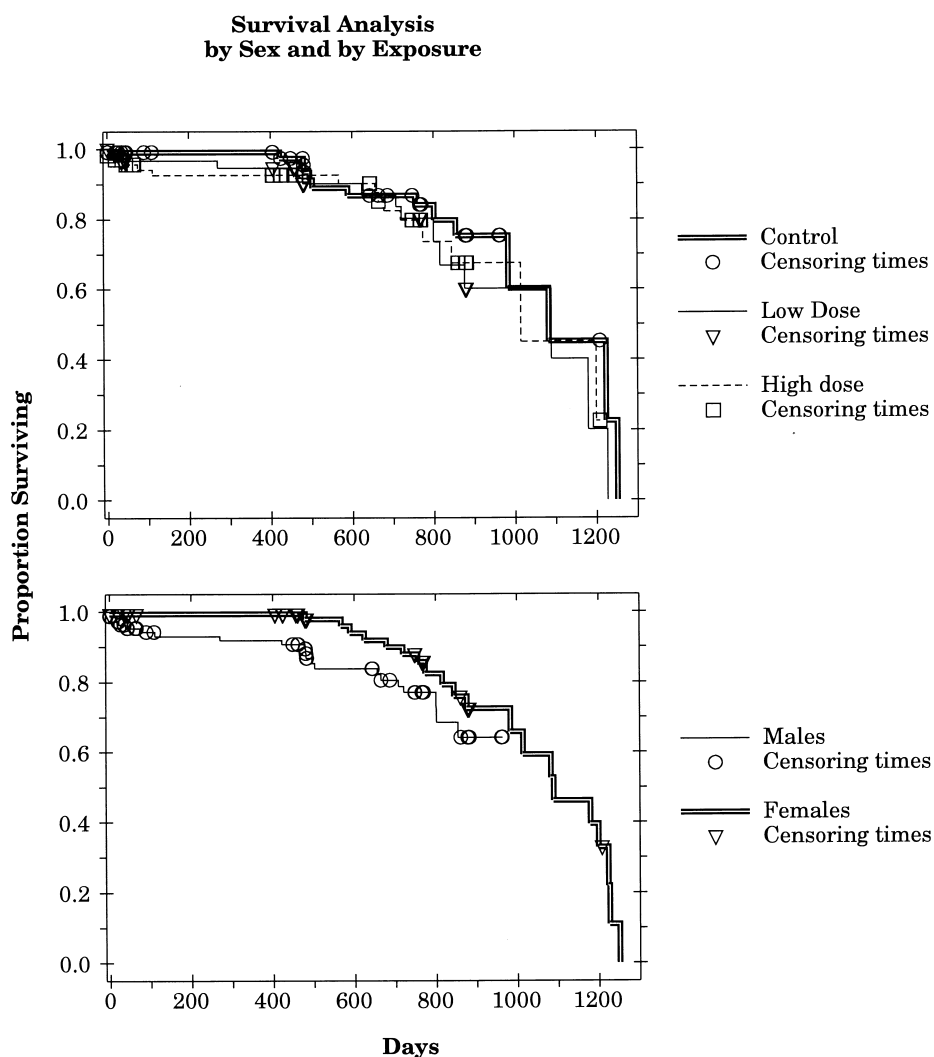 Survival Analysis
by Sex and by Exposure
1.0
0.8
0.6
0.4
0.2
0.0
0 200 400 600 800 1000 1200
Control
Censoring times
Low Dose
Censoring times
High dose
Censoring times
Proportion Surviving
1.0
0.8
0.6
0.4
0.2
0.0
0 200 400 600 800 1000 1200
Males
Censoring times
Females
Censoring times
Days